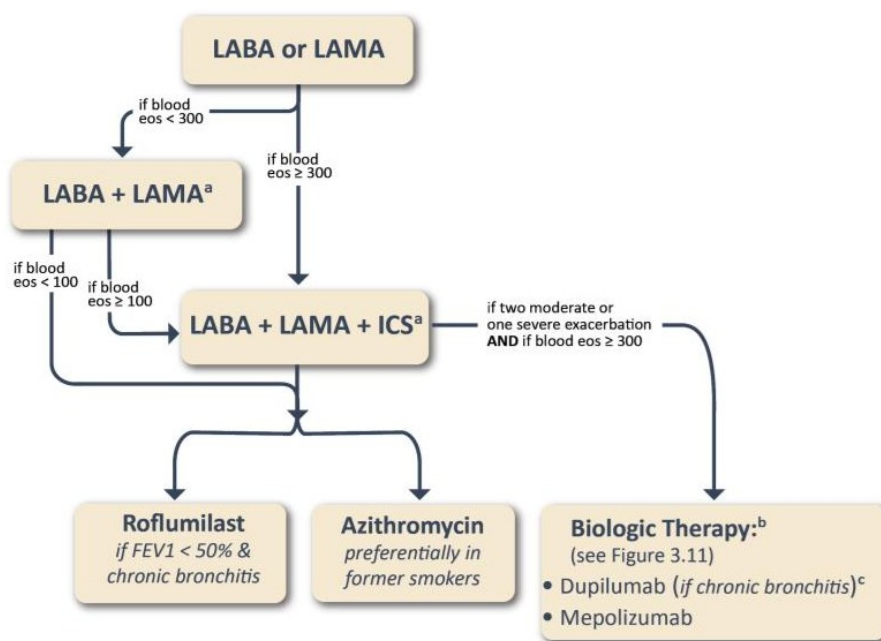 LABA or LAMA
if blood
eos < 300
if blood
eos ≥ 300
LABA + LAMAᵃ
if blood
eos < 100
if blood
eos ≥ 100
LABA + LAMA + ICSᵃ
if two moderate or
one severe exacerbation
AND if blood eos ≥ 300
Roflumilast
if FEV1 < 50% &
chronic bronchitis
Azithromycin
preferentially in
former smokers
Biologic Therapy:ᵇ
(see Figure 3.11)
• Dupilumab (if chronic bronchitis)ᶜ
• Mepolizumab